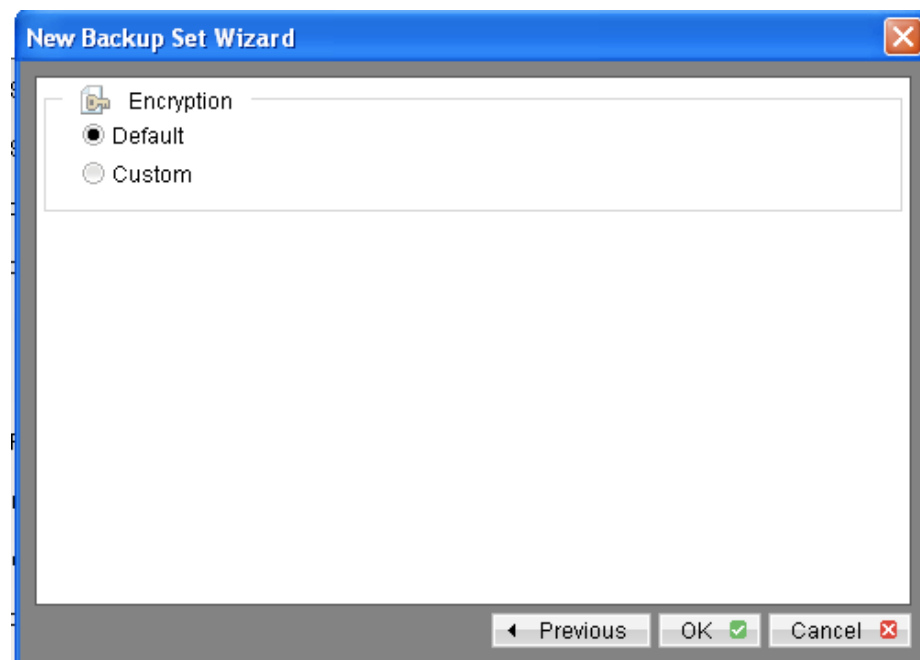 New Backup Set Wizard
Encryption
Default
Custom
Previous
OK
Cancel